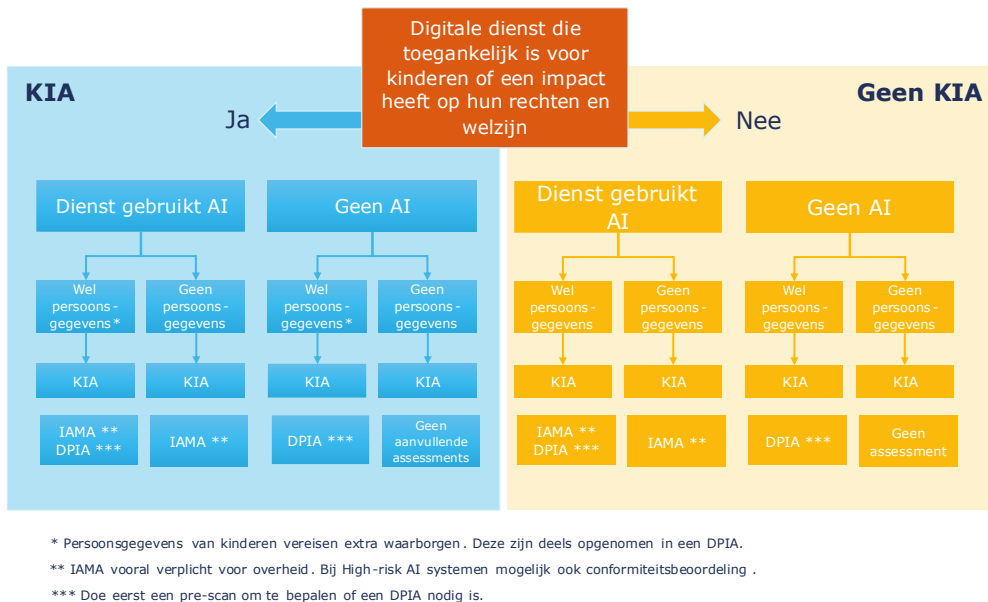 Digitale dienst die
toegankelijk is voor
kinderen of een impact
heeft op hun rechten en
welzijn
KIA
Ja
Nee
Geen KIA
Dienst gebruikt AI
Geen AI
Wel
persoons-
gegevens*
Geen
persoons-
gegevens
Wel
persoons-
gegevens*
Geen
persoons-
gegevens
KIA
KIA
KIA
KIA
IAMA **
DPIA ***
IAMA **
DPIA ***
Geen
aanvullende
assessments
Dienst gebruikt
AI
Geen AI
Wel
persoons-
gegevens
Geen
persoons-
gegevens
Wel
persoons-
gegevens
Geen
persoons-
gegevens
KIA
KIA
KIA
KIA
IAMA **
DPIA ***
IAMA **
DPIA ***
Geen
assessment
* Persoonsgegevens van kinderen vereisen extra waarborgen. Deze zijn deels opgenomen in een DPIA.
** IAMA vooral verplicht voor overheid. Bij High-risk AI systemen mogelijk ook conformiteitsbeoordeling .
*** Doe eerst een pre-scan om te bepalen of een DPIA nodig is.